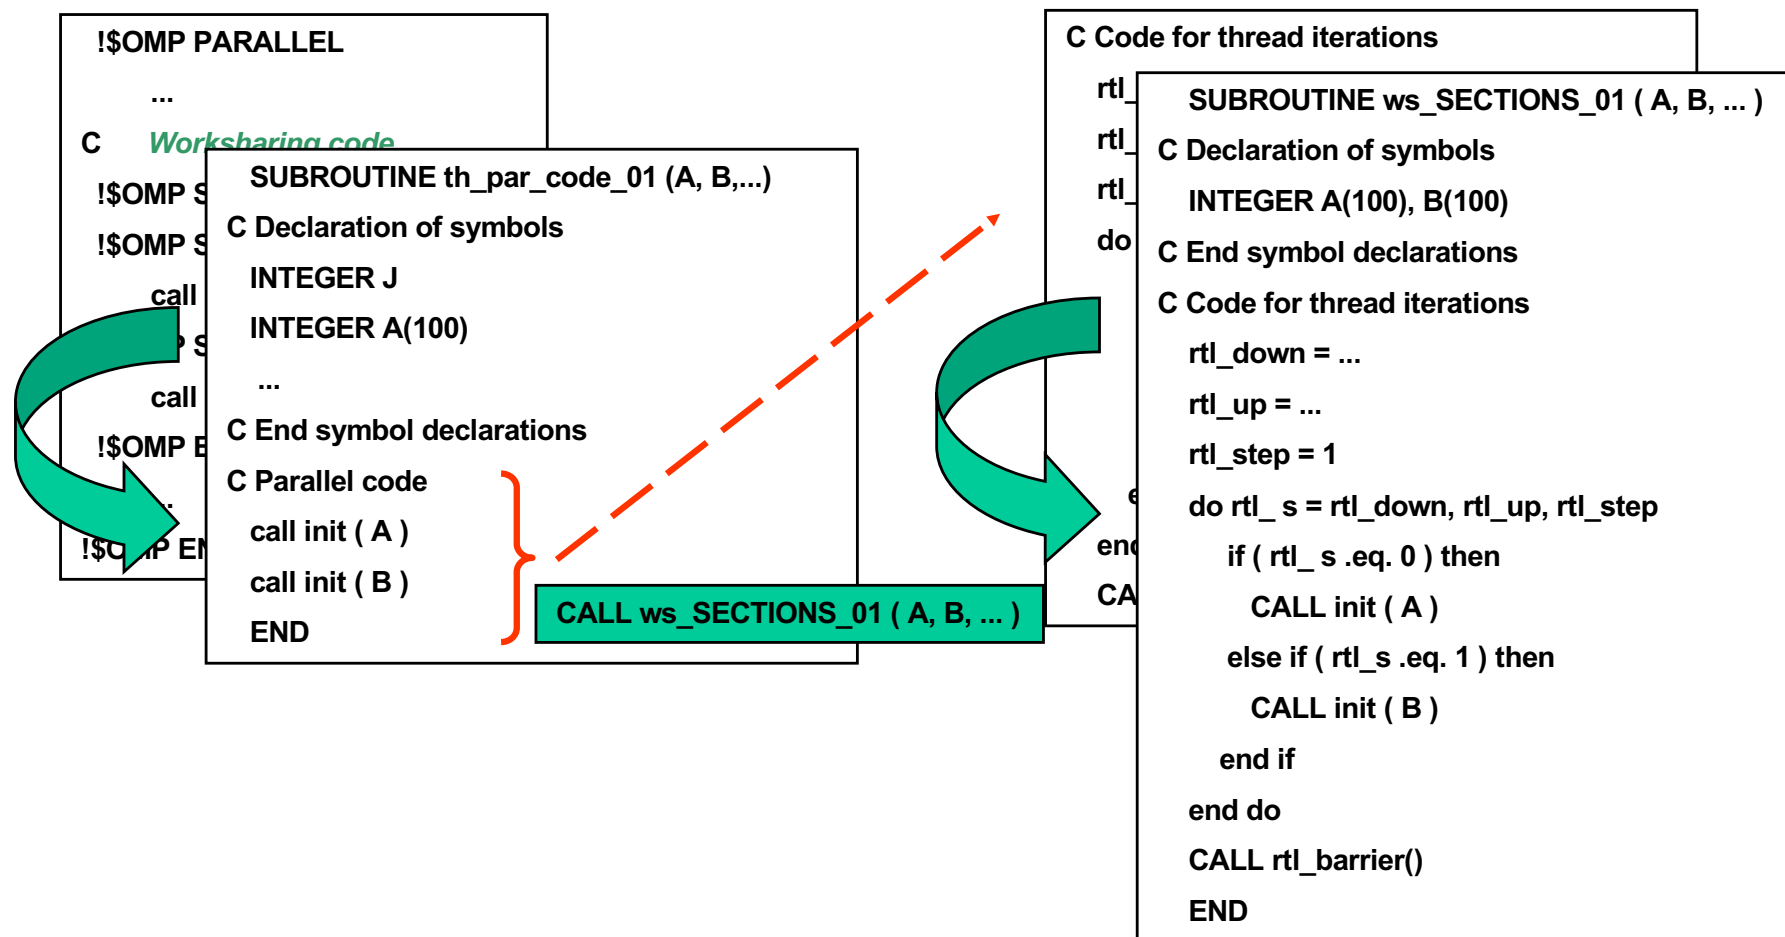 !$OMP PARALLEL
...
C Worksharing code
!$OMP S
!$OMP S
call
P S
call
!$OMP E
..
!$OMP EN
SUBROUTINE th_par_code_01 (A, B,...)
C Declaration of symbols
INTEGER J
INTEGER A(100)
...
C End symbol declarations
C Parallel code
call init ( A )
call init ( B )
END
CALL ws_SECTIONS_01 ( A, B, ... )
C Code for thread iterations
rtl_
rtl_
rtl_
do
e
end
CA
SUBROUTINE ws_SECTIONS_01 ( A, B, ... )
C Declaration of symbols
INTEGER A(100), B(100)
C End symbol declarations
C Code for thread iterations
rtl_down = ...
rtl_up = ...
rtl_step = 1
do rtl_ s = rtl_down, rtl_up, rtl_step
if ( rtl_ s .eq. 0 ) then
CALL init ( A )
else if ( rtl_s .eq. 1 ) then
CALL init ( B )
end if
end do
CALL rtl_barrier()
END